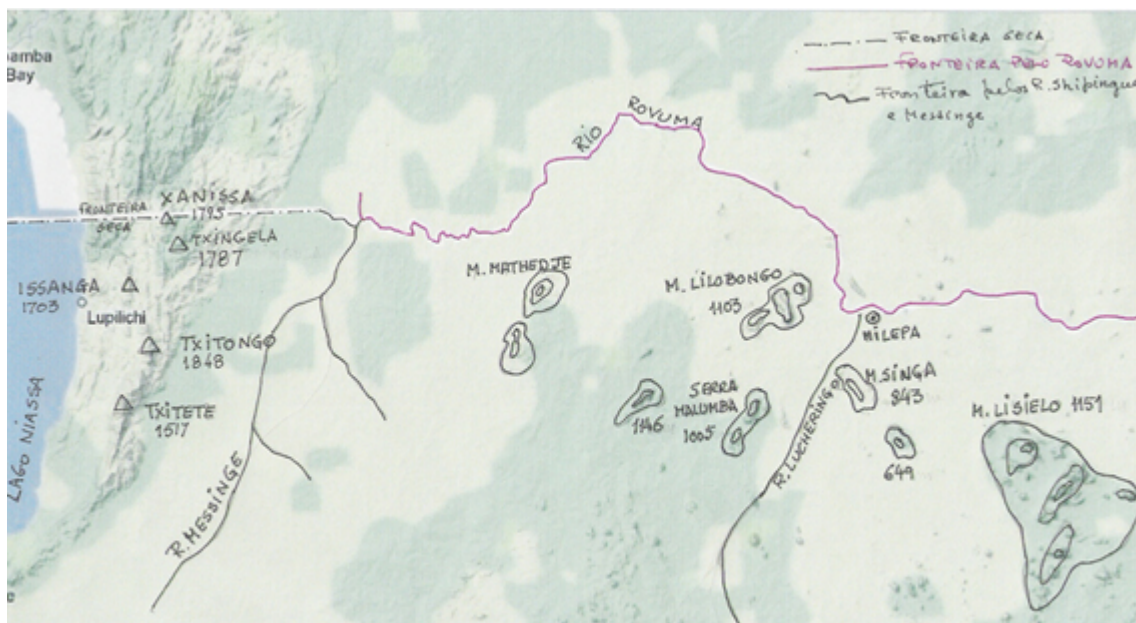 FRONTEIRA SECA
FRONTEIRA PELO ROVUMA
Fronteira pelos R. Shipingue
e Messinge
Bay
RIO ROVUMA
FRONTEIRA
SECA
XANISSA
1795
TXINGELA
1787
ISSANGA
1703
Lupilichi
TXITONGO
1848
TXITETE
1517
LAGO NIASSA
R. MESSINGE
M. MATHEDJE
M. LILOBONGO
1103
MILEPA
M. SINGA
843
SERRA
MALUMBA
1005
1146
R. LUCHERINGO
649
M. LISIELO 1151